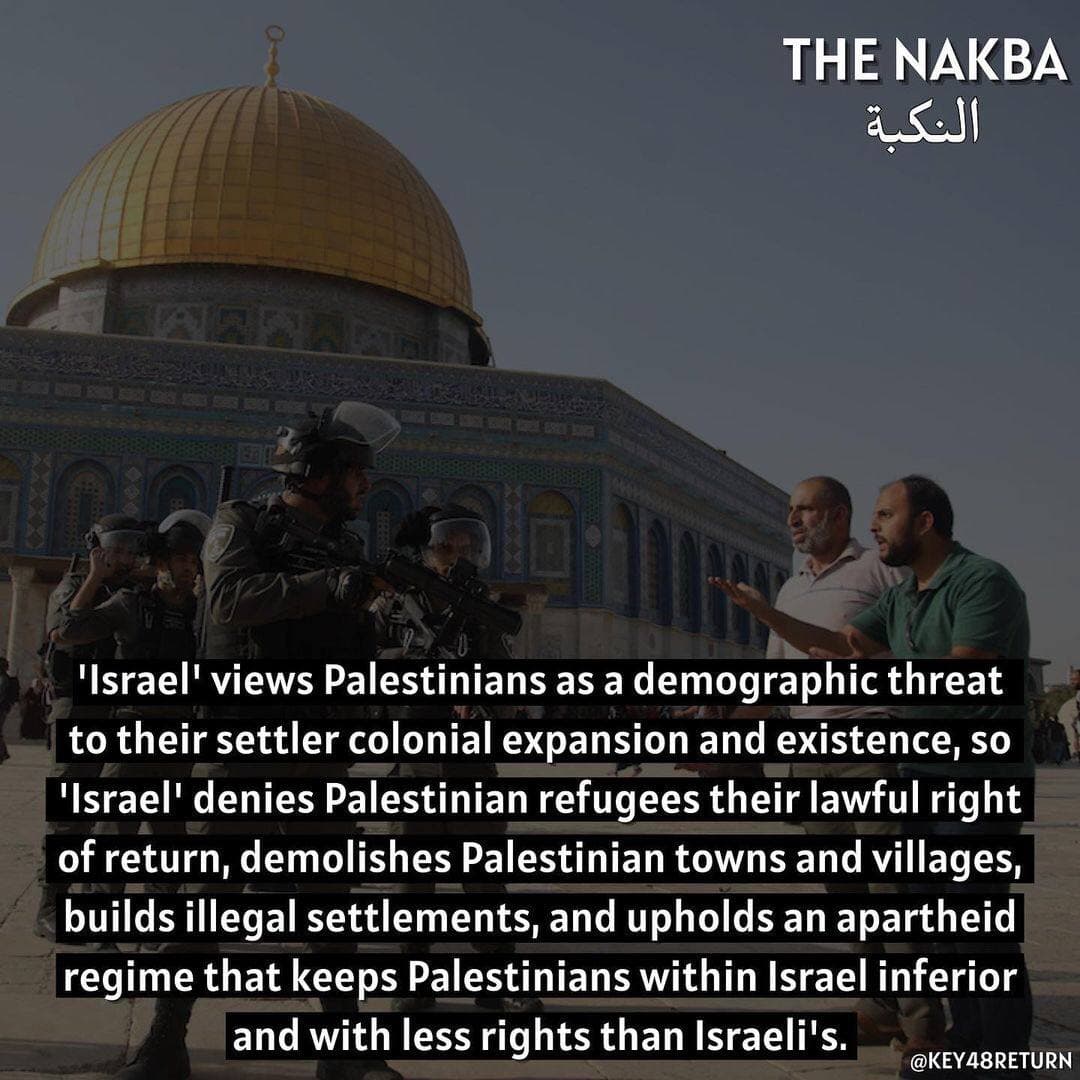 THE NAKBA
النكبة
'Israel' views Palestinians as a demographic threat
to their settler colonial expansion and existence, so
'Israel' denies Palestinian refugees their lawful right
of return, demolishes Palestinian towns and villages,
builds illegal settlements, and upholds an apartheid
regime that keeps Palestinians within Israel inferior
and with less rights than Israeli's.
@KEY48RETURN